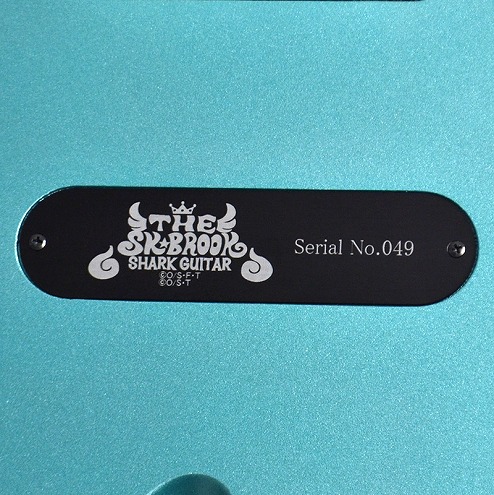 THE
SK★BROOK
SHARK GUITAR
©O/S・F・T
©O/S・T
Serial No.049